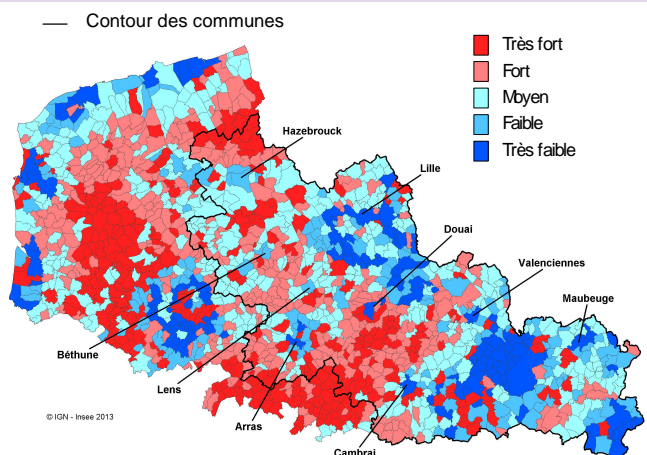 Contour des communes
Très fort
Fort
Moyen
Faible
Très faible
Hazebrouck
Lille
Douai
Valenciennes
Maubeuge
Béthune
Lens
Arras
Cambrai
© IGN - Insee 2013